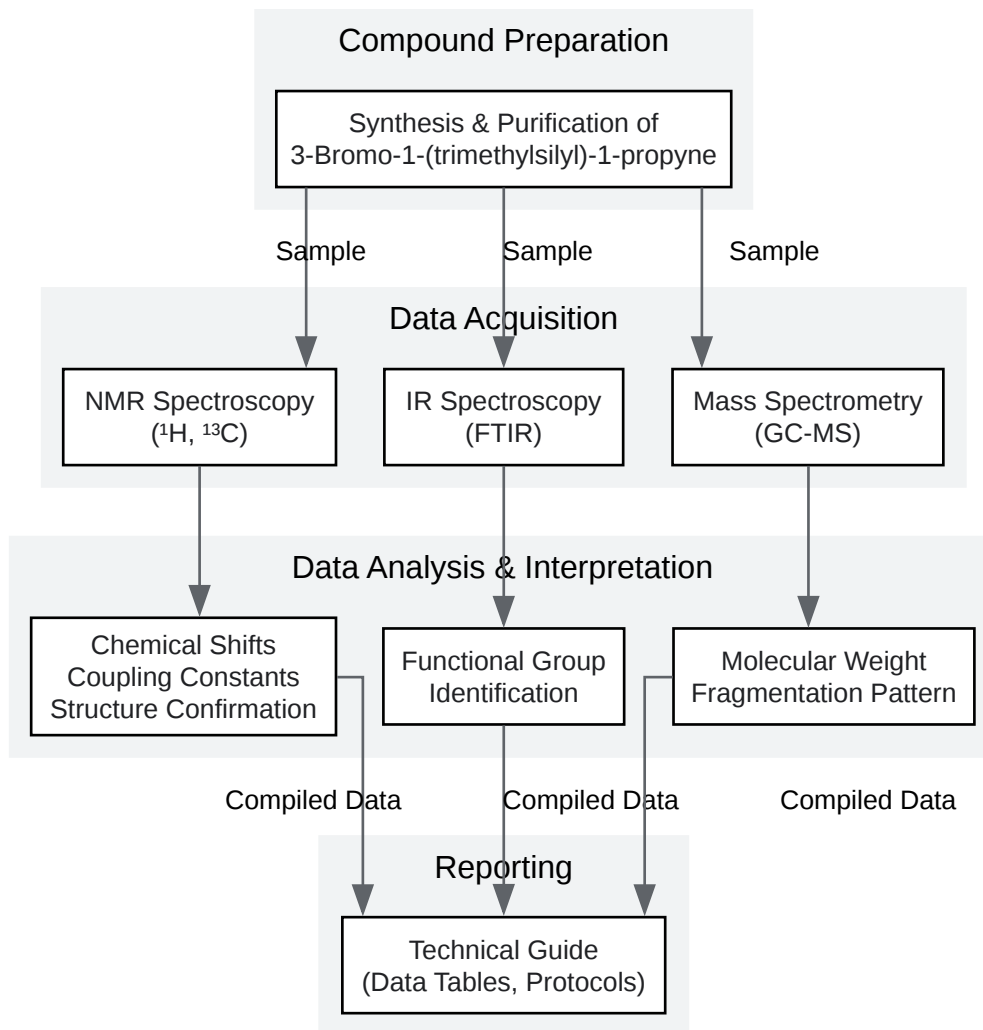 Compound Preparation
Synthesis & Purification of
3-Bromo-1-(trimethylsilyl)-1-propyne
Sample
Sample
Sample
Data Acquisition
NMR Spectroscopy
(¹H, ¹³C)
IR Spectroscopy
(FTIR)
Mass Spectrometry
(GC-MS)
Data Analysis & Interpretation
Chemical Shifts
Coupling Constants
Structure Confirmation
Functional Group
Identification
Molecular Weight
Fragmentation Pattern
Compiled Data
Compiled Data
Compiled Data
Reporting
Technical Guide
(Data Tables, Protocols)